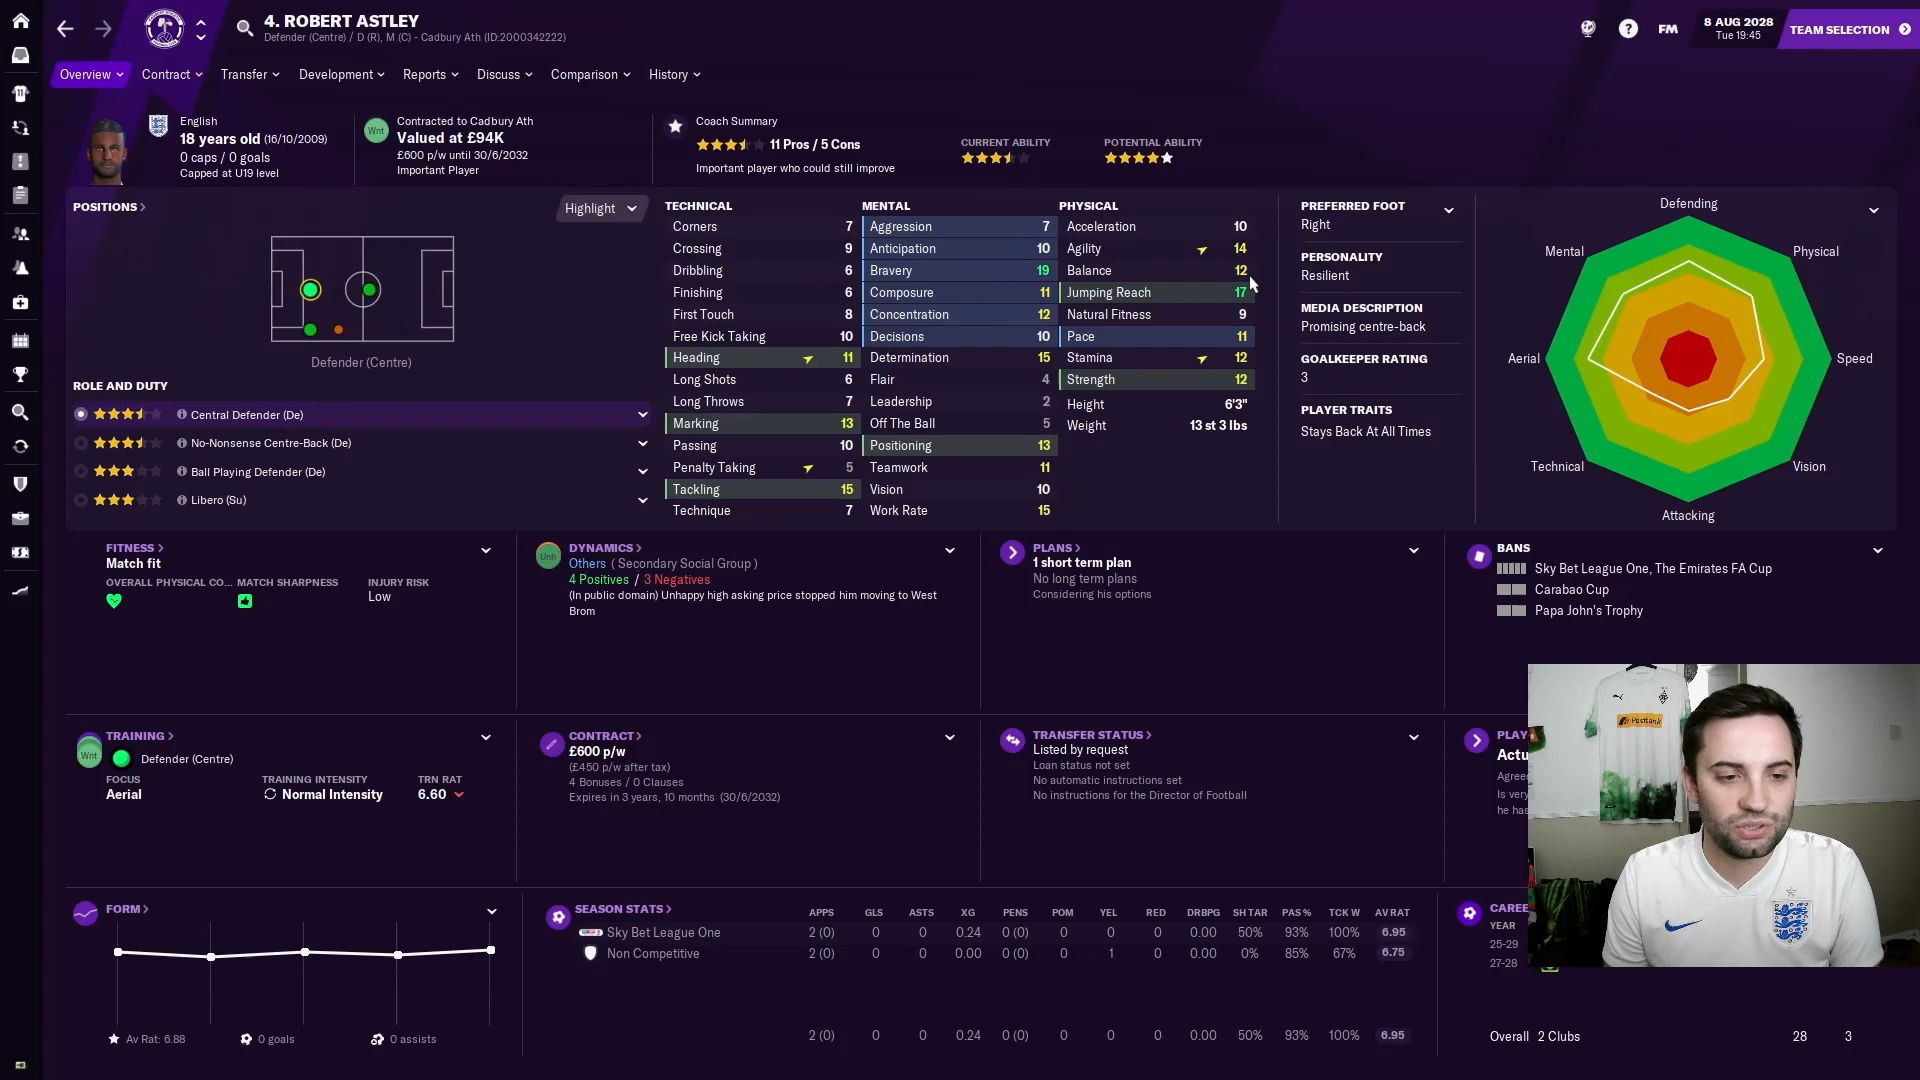 4. ROBERT ASTLEY
Defender (Centre) / D (R), M (C) - Cadbury Ath (ID:2000342222)
FM
8 AUG 2028
Tue 19:45
TEAM SELECTION
Overview Contract Transfer Development Reports Discuss Comparison History
English
18 years old (16/10/2009)
0 caps / 0 goals
Capped at U19 level
Wnt
Contracted to Cadbury Ath
Valued at £94K
£600 p/w until 30/6/2032
Important Player
Coach Summary
11 Pros / 5 Cons
Important player who could still improve
CURRENT ABILITY
POTENTIAL ABILITY
POSITIONS
Highlight
Defender (Centre)
ROLE AND DUTY
Central Defender (De)
No-Nonsense Centre-Back (De)
Ball Playing Defender (De)
Libero (Su)
TECHNICAL
Corners 7
Crossing 9
Dribbling 6
Finishing 6
First Touch 8
Free Kick Taking 10
Heading 11
Long Shots 6
Long Throws 7
Marking 13
Passing 10
Penalty Taking 5
Tackling 15
Technique 7
MENTAL
Aggression 7
Anticipation 10
Bravery 19
Composure 11
Concentration 12
Decisions 10
Determination 15
Flair 4
Leadership 2
Off The Ball 5
Positioning 13
Teamwork 11
Vision 10
Work Rate 15
PHYSICAL
Acceleration 10
Agility 14
Balance 12
Jumping Reach 17
Natural Fitness 9
Pace 11
Stamina 12
Strength 12
Height 6'3"
Weight 13 st 3 lbs
PREFERRED FOOT
Right
PERSONALITY
Resilient
MEDIA DESCRIPTION
Promising centre-back
GOALKEEPER RATING
3
PLAYER TRAITS
Stays Back At All Times
Defending
Mental
Physical
Aerial
Speed
Technical
Vision
Attacking
FITNESS
Match fit
OVERALL PHYSICAL CO... MATCH SHARPNESS INJURY RISK
Low
Unh
DYNAMICS
Others ( Secondary Social Group )
4 Positives / 3 Negatives
(In public domain) Unhappy high asking price stopped him moving to West
Brom
PLANS
1 short term plan
No long term plans
Considering his options
BANS
Sky Bet League One, The Emirates FA Cup
Carabao Cup
Papa John's Trophy
Wnt
TRAINING
Defender (Centre)
FOCUS TRAINING INTENSITY TRN RAT
Aerial Normal Intensity 6.60
CONTRACT
£600 p/w
(£450 p/w after tax)
4 Bonuses / 0 Clauses
Expires in 3 years, 10 months (30/6/2032)
TRANSFER STATUS
Listed by request
Loan status not set
No automatic instructions set
No instructions for the Director of Football
PLAY
Actu
Agree
Is very
he has
Postbank
FORM
Av Rat: 6.88 0 goals 0 assists
SEASON STATS APPS GLS ASTS XG PENS POM YEL RED DRBPG SH TAR PAS % TCK W AV RAT
Sky Bet League One 2 (0) 0 0 0.24 0 (0) 0 0 0 0.00 50% 93% 100% 6.95
Non Competitive 2 (0) 0 0 0.00 0 (0) 0 1 0 0.00 0% 85% 67% 6.75
2 (0) 0 0 0.24 0 (0) 0 0 0 0.00 50% 93% 100% 6.95
CAREE
YEAR
25-29
27-28
Overall 2 Clubs 28 3